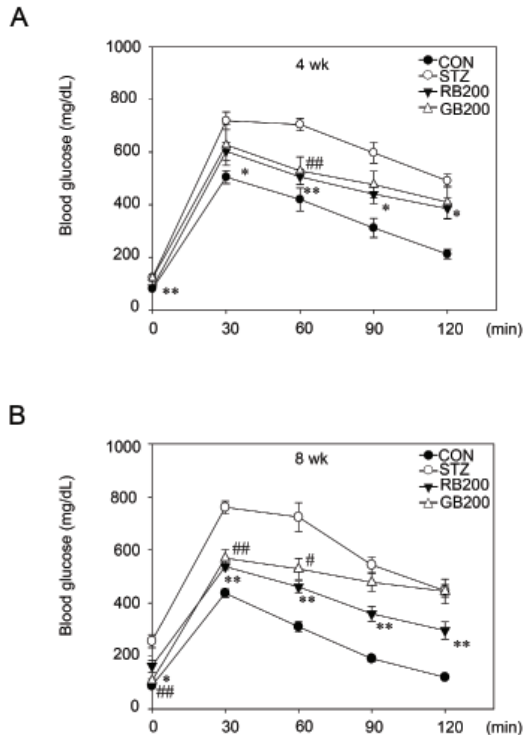 A
1000
800
600
400
200
0
Blood glucose (mg/dL)
4 wk
CON
STZ
RB200
GB200
**
*
##
**
*
*
0 30 60 90 120 (min)
B
1000
800
600
400
200
0
Blood glucose (mg/dL)
8 wk
CON
STZ
RB200
GB200
*
##
##
**
#
**
**
**
0 30 60 90 120 (min)